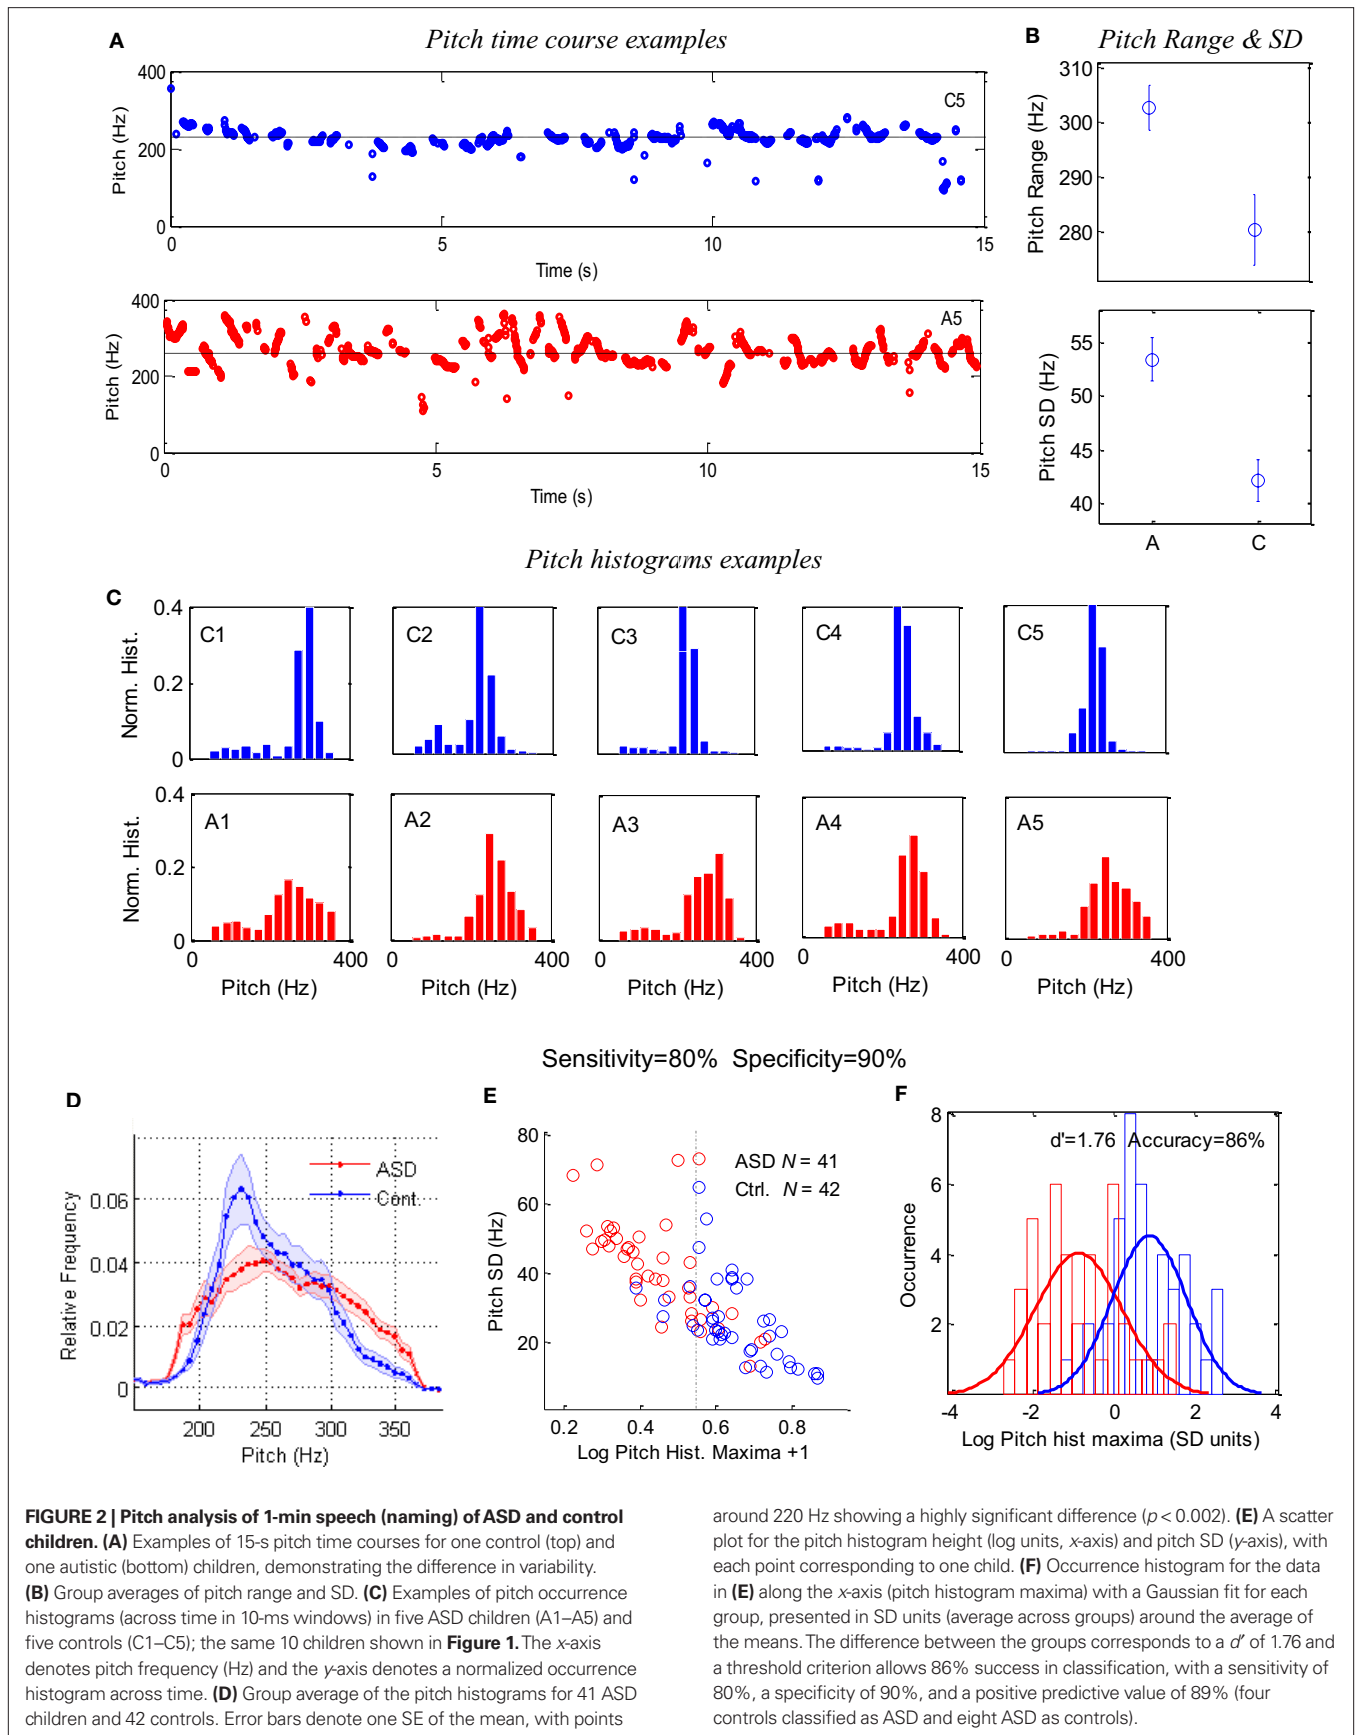 A
Pitch time course examples
400
200
0
Pitch (Hz)
C5
0
5
10
15
Time (s)
400
200
0
Pitch (Hz)
A5
0
5
10
15
Time (s)
B
Pitch Range & SD
310
300
290
280
Pitch Range (Hz)
55
50
45
40
Pitch SD (Hz)
A
C
Pitch histograms examples
C
0.4
0.2
0
Norm. Hist.
C1
C2
C3
C4
C5
0.4
0.2
0
Norm. Hist.
A1
A2
A3
A4
A5
0
400
0
400
0
400
0
400
0
400
Pitch (Hz)
Pitch (Hz)
Pitch (Hz)
Pitch (Hz)
Pitch (Hz)
Sensitivity=80% Specificity=90%
D
0.06
0.04
0.02
0
Relative Frequency
ASD
Cont.
200
250
300
350
Pitch (Hz)
E
80
60
40
20
Pitch SD (Hz)
ASD N = 41
Ctrl. N = 42
0.2
0.4
0.6
0.8
Log Pitch Hist. Maxima +1
F
8
6
4
2
Occurrence
d'=1.76 Accuracy=86%
-4
-2
0
2
4
Log Pitch hist maxima (SD units)
FIGURE 2 | Pitch analysis of 1-min speech (naming) of ASD and control
children. (A) Examples of 15-s pitch time courses for one control (top) and
one autistic (bottom) children, demonstrating the difference in variability.
(B) Group averages of pitch range and SD. (C) Examples of pitch occurrence
histograms (across time in 10-ms windows) in five ASD children (A1–A5) and
five controls (C1–C5); the same 10 children shown in Figure 1. The x-axis
denotes pitch frequency (Hz) and the y-axis denotes a normalized occurrence
histogram across time. (D) Group average of the pitch histograms for 41 ASD
children and 42 controls. Error bars denote one SE of the mean, with points
around 220 Hz showing a highly significant difference (p < 0.002). (E) A scatter
plot for the pitch histogram height (log units, x-axis) and pitch SD (y-axis), with
each point corresponding to one child. (F) Occurrence histogram for the data
in (E) along the x-axis (pitch histogram maxima) with a Gaussian fit for each
group, presented in SD units (average across groups) around the average of
the means. The difference between the groups corresponds to a d′ of 1.76 and
a threshold criterion allows 86% success in classification, with a sensitivity of
80%, a specificity of 90%, and a positive predictive value of 89% (four
controls classified as ASD and eight ASD as controls).